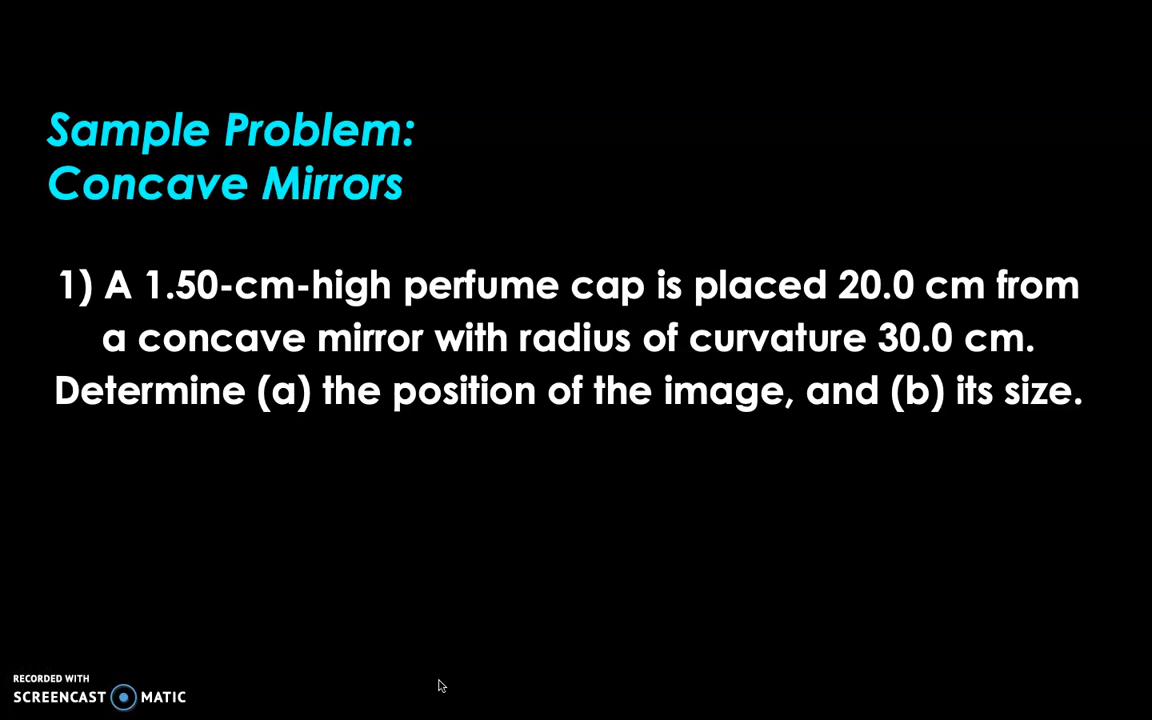 Sample Problem:
Concave Mirrors
1) A 1.50-cm-high perfume cap is placed 20.0 cm from
a concave mirror with radius of curvature 30.0 cm.
Determine (a) the position of the image, and (b) its size.
RECORDED WITH
SCREENCAST MATIC